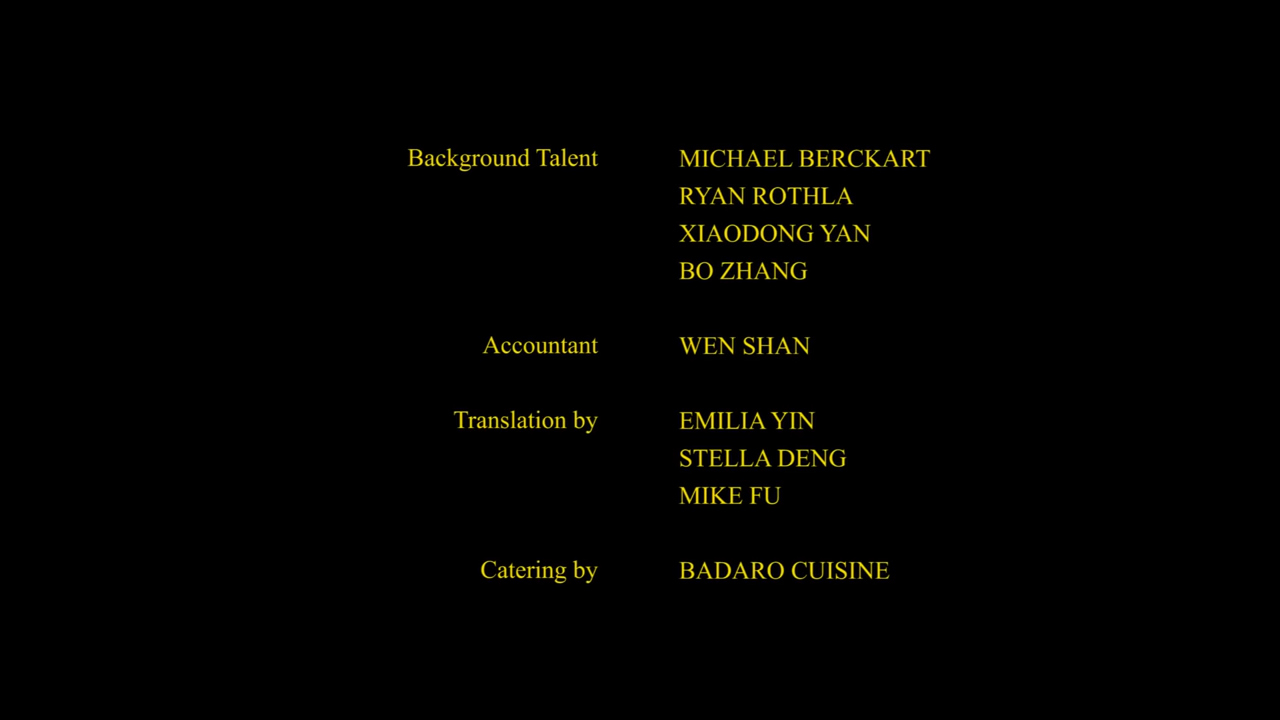 Background Talent MICHAEL BERCKART
RYAN ROTHLA
XIAODONG YAN
BO ZHANG
Accountant WEN SHAN
Translation by EMILIA YIN
STELLA DENG
MIKE FU
Catering by BADARO CUISINE